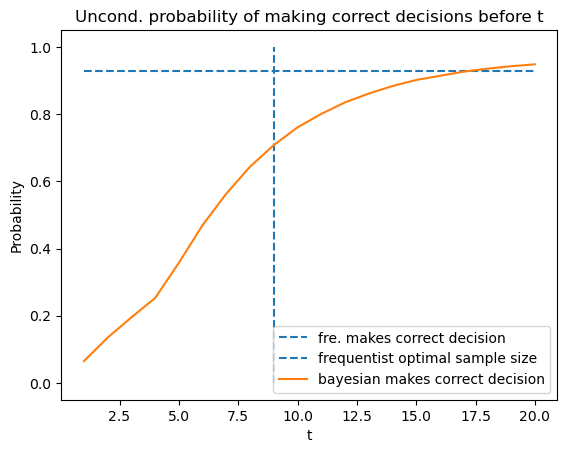 Uncond. probability of making correct decisions before t
1.0
0.8
0.6
0.4
0.2
0.0
Probability
fre. makes correct decision
frequentist optimal sample size
bayesian makes correct decision
2.5 5.0 7.5 10.0 12.5 15.0 17.5 20.0
t